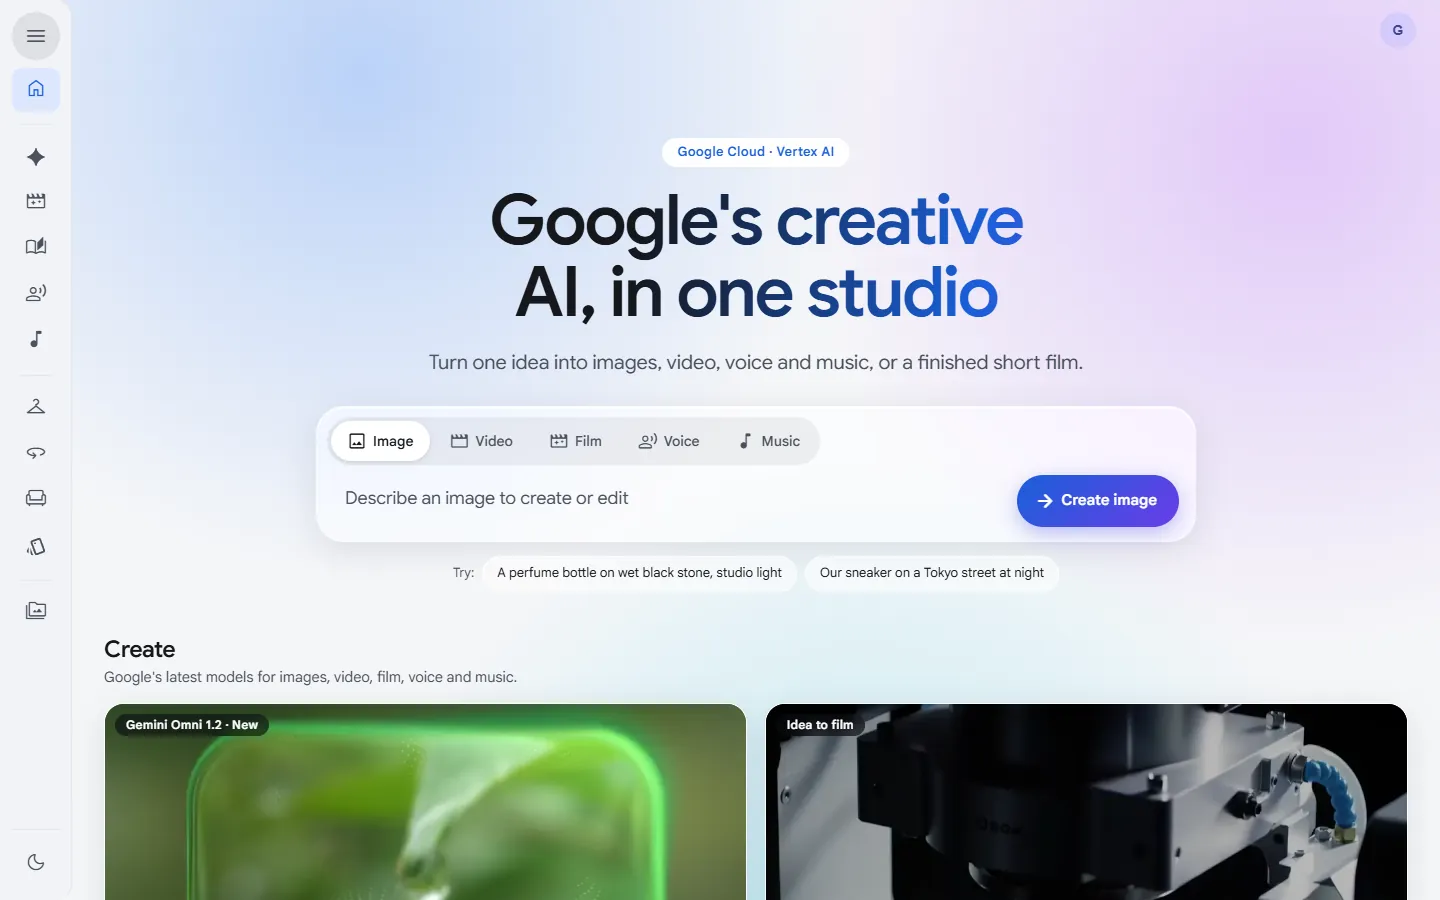 G
Google Cloud · Vertex AI
Google's creative
AI, in one studio
Turn one idea into images, video, voice and music, or a finished short film.
Image
Video
Film
Voice
Music
Describe an image to create or edit
Create image
Try:
A perfume bottle on wet black stone, studio light
Our sneaker on a Tokyo street at night
Create
Google's latest models for images, video, film, voice and music.
Gemini Omni 1.2 · New
Idea to film